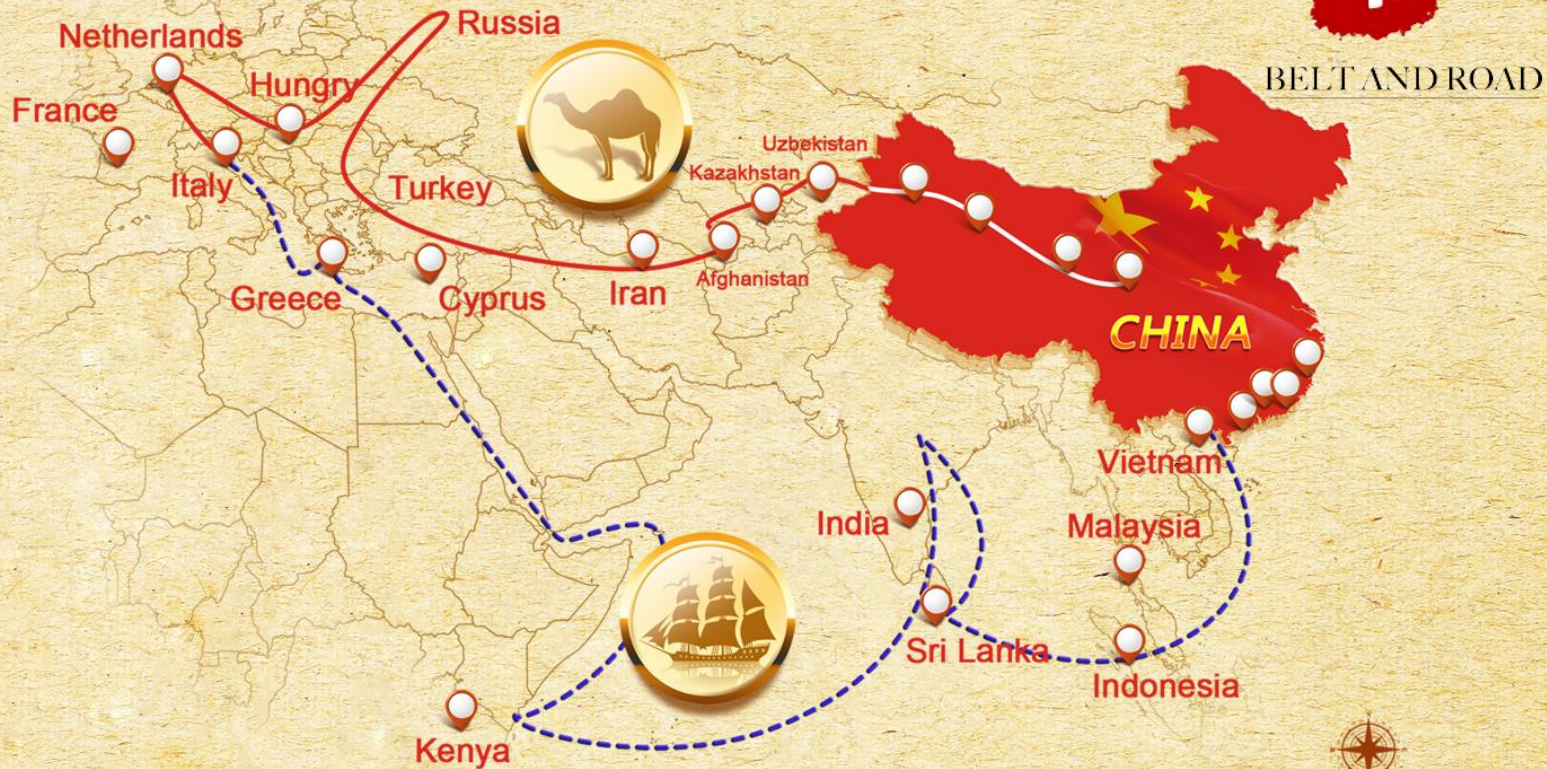 Russia
Netherlands
Hungry
France
BELT AND ROAD
Uzbekistan
Kazakhstan
Italy
Turkey
Afghanistan
Greece
Cyprus
Iran
CHINA
Vietnam
India
Malaysia
Sri Lanka
Indonesia
Kenya